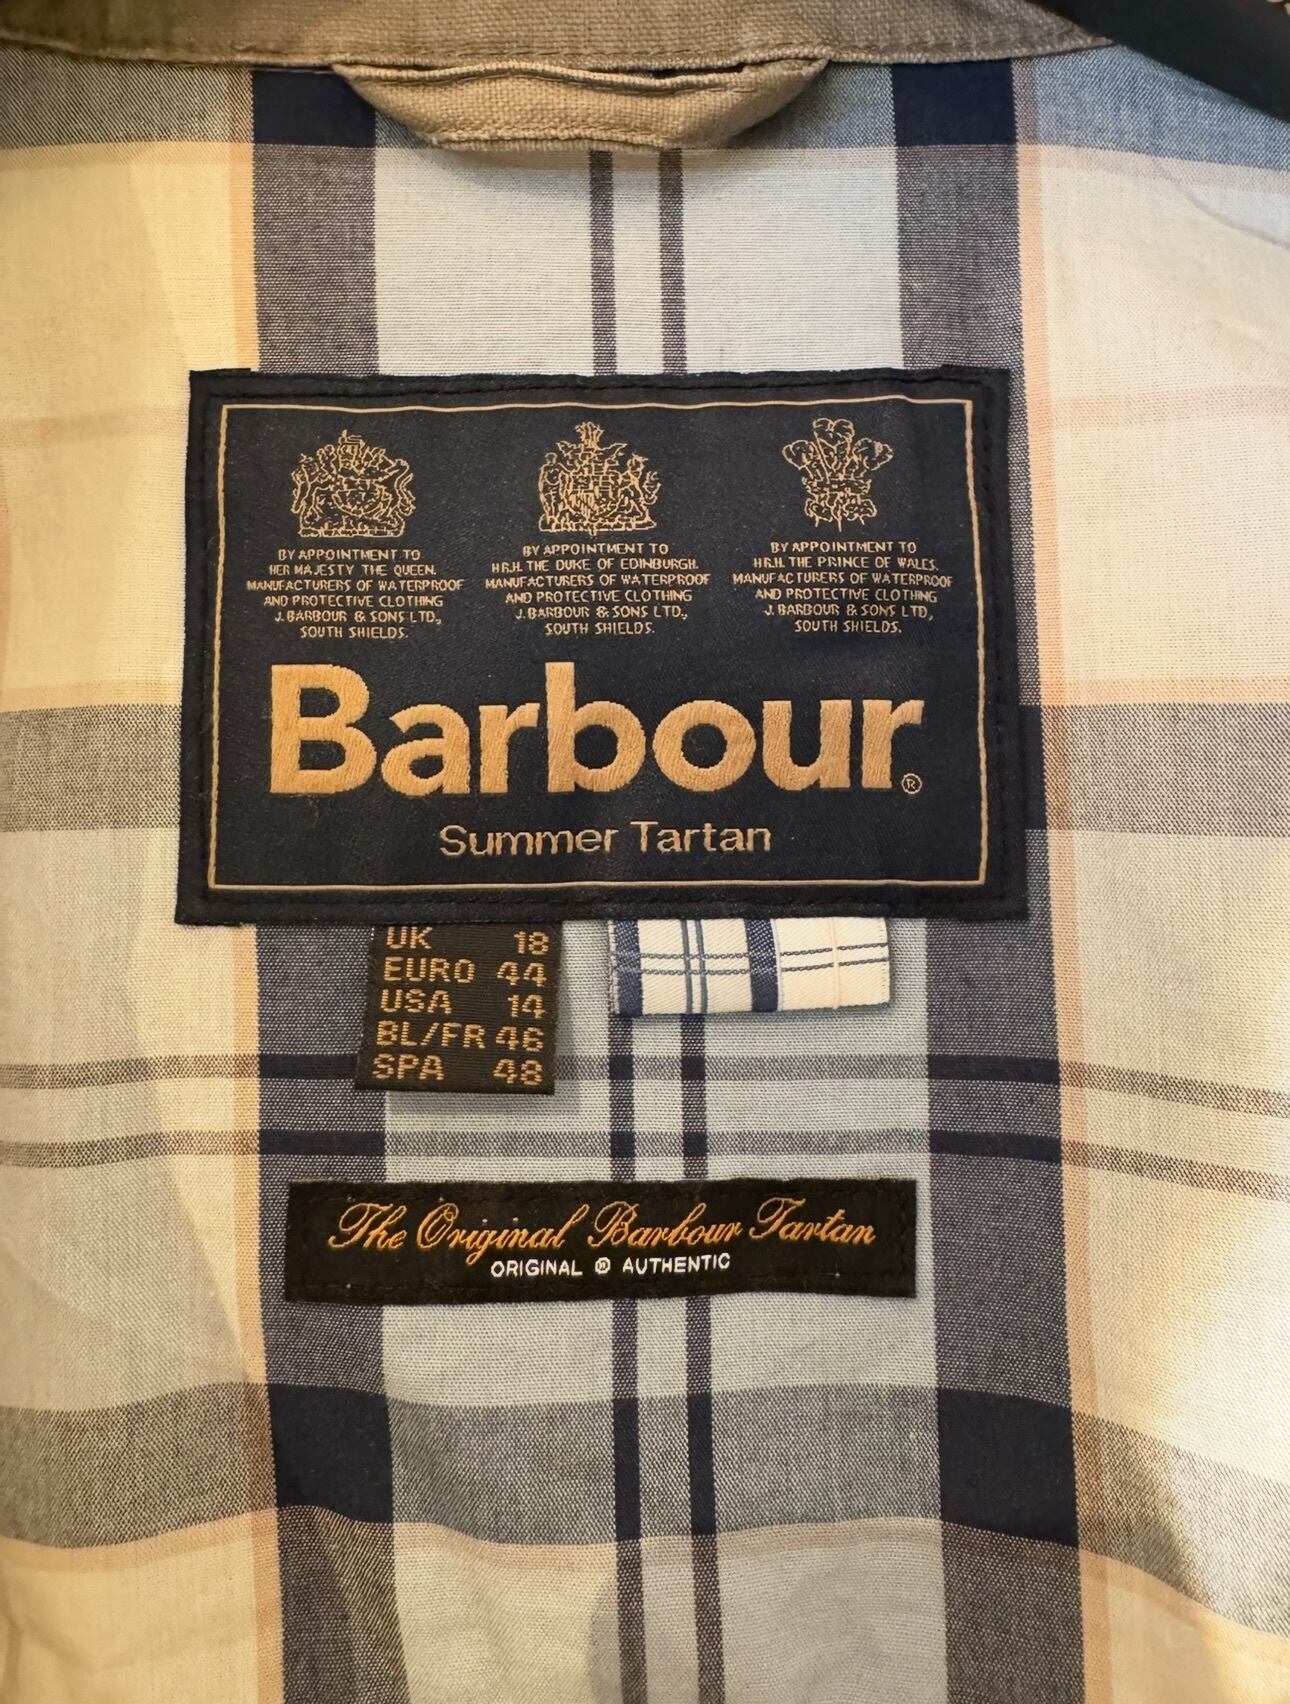 BY APPOINTMENT TO
HER MAJESTY THE QUEEN.
MANUFACTURERS OF WATERPROOF
AND PROTECTIVE CLOTHING
J. BARBOUR & SONS LTD.,
SOUTH SHIELDS.
BY APPOINTMENT TO
H.R.H. THE DUKE OF EDINBURGH.
MANUFACTURERS OF WATERPROOF
AND PROTECTIVE CLOTHING
J. BARBOUR & SONS LTD.,
SOUTH SHIELDS.
BY APPOINTMENT TO
H.R.H. THE PRINCE OF WALES.
MANUFACTURERS OF WATERPROOF
AND PROTECTIVE CLOTHING
J. BARBOUR & SONS LTD,
SOUTH SHIELDS.
Barbour®
Summer Tartan
UK 18
EURO 44
USA 14
BL/FR 46
SPA 48
The Original Barbour Tartan
ORIGINAL ® AUTHENTIC